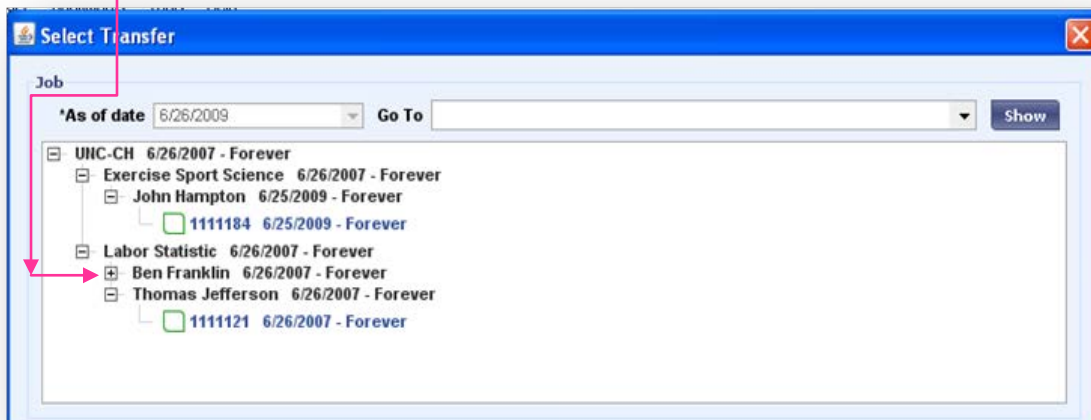 Select Transfer
Job
*As of date 6/26/2009 Go To Show
UNC-CH 6/26/2007 - Forever
Exercise Sport Science 6/26/2007 - Forever
John Hampton 6/25/2009 - Forever
1111184 6/25/2009 - Forever
Labor Statistic 6/26/2007 - Forever
Ben Franklin 6/26/2007 - Forever
Thomas Jefferson 6/26/2007 - Forever
1111121 6/26/2007 - Forever